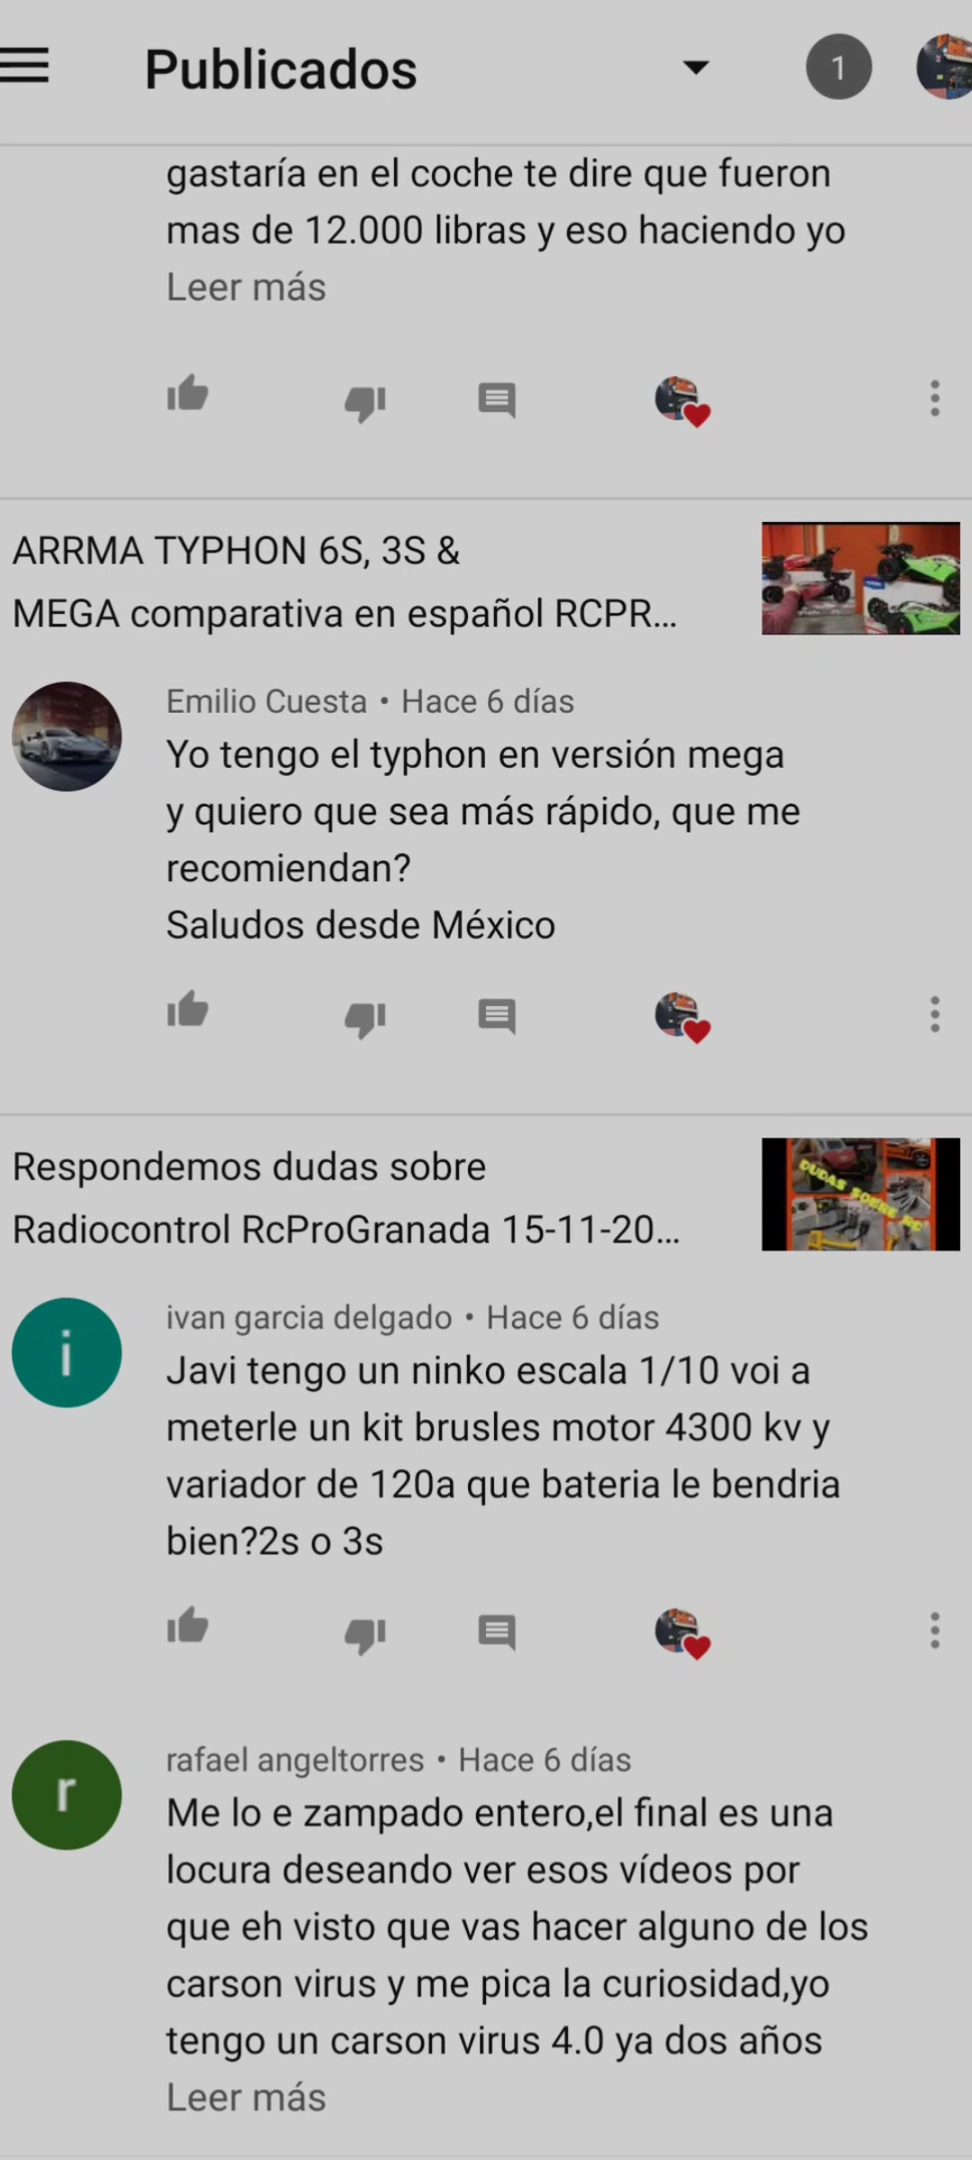 Publicados
1
gastaría en el coche te dire que fueron
mas de 12.000 libras y eso haciendo yo
Leer más
ARRMA TYPHON 6S, 3S &
MEGA comparativa en español RCPR...
Emilio Cuesta • Hace 6 días
Yo tengo el typhon en versión mega
y quiero que sea más rápido, que me
recomiendan?
Saludos desde México
Respondemos dudas sobre
Radiocontrol RcProGranada 15-11-20...
DUDAS SOBRE RC
ivan garcia delgado • Hace 6 días
i
Javi tengo un ninko escala 1/10 voi a
meterle un kit brusles motor 4300 kv y
variador de 120a que bateria le bendria
bien?2s o 3s
rafael angeltorres • Hace 6 días
r
Me lo e zampado entero,el final es una
locura deseando ver esos vídeos por
que eh visto que vas hacer alguno de los
carson virus y me pica la curiosidad,yo
tengo un carson virus 4.0 ya dos años
Leer más